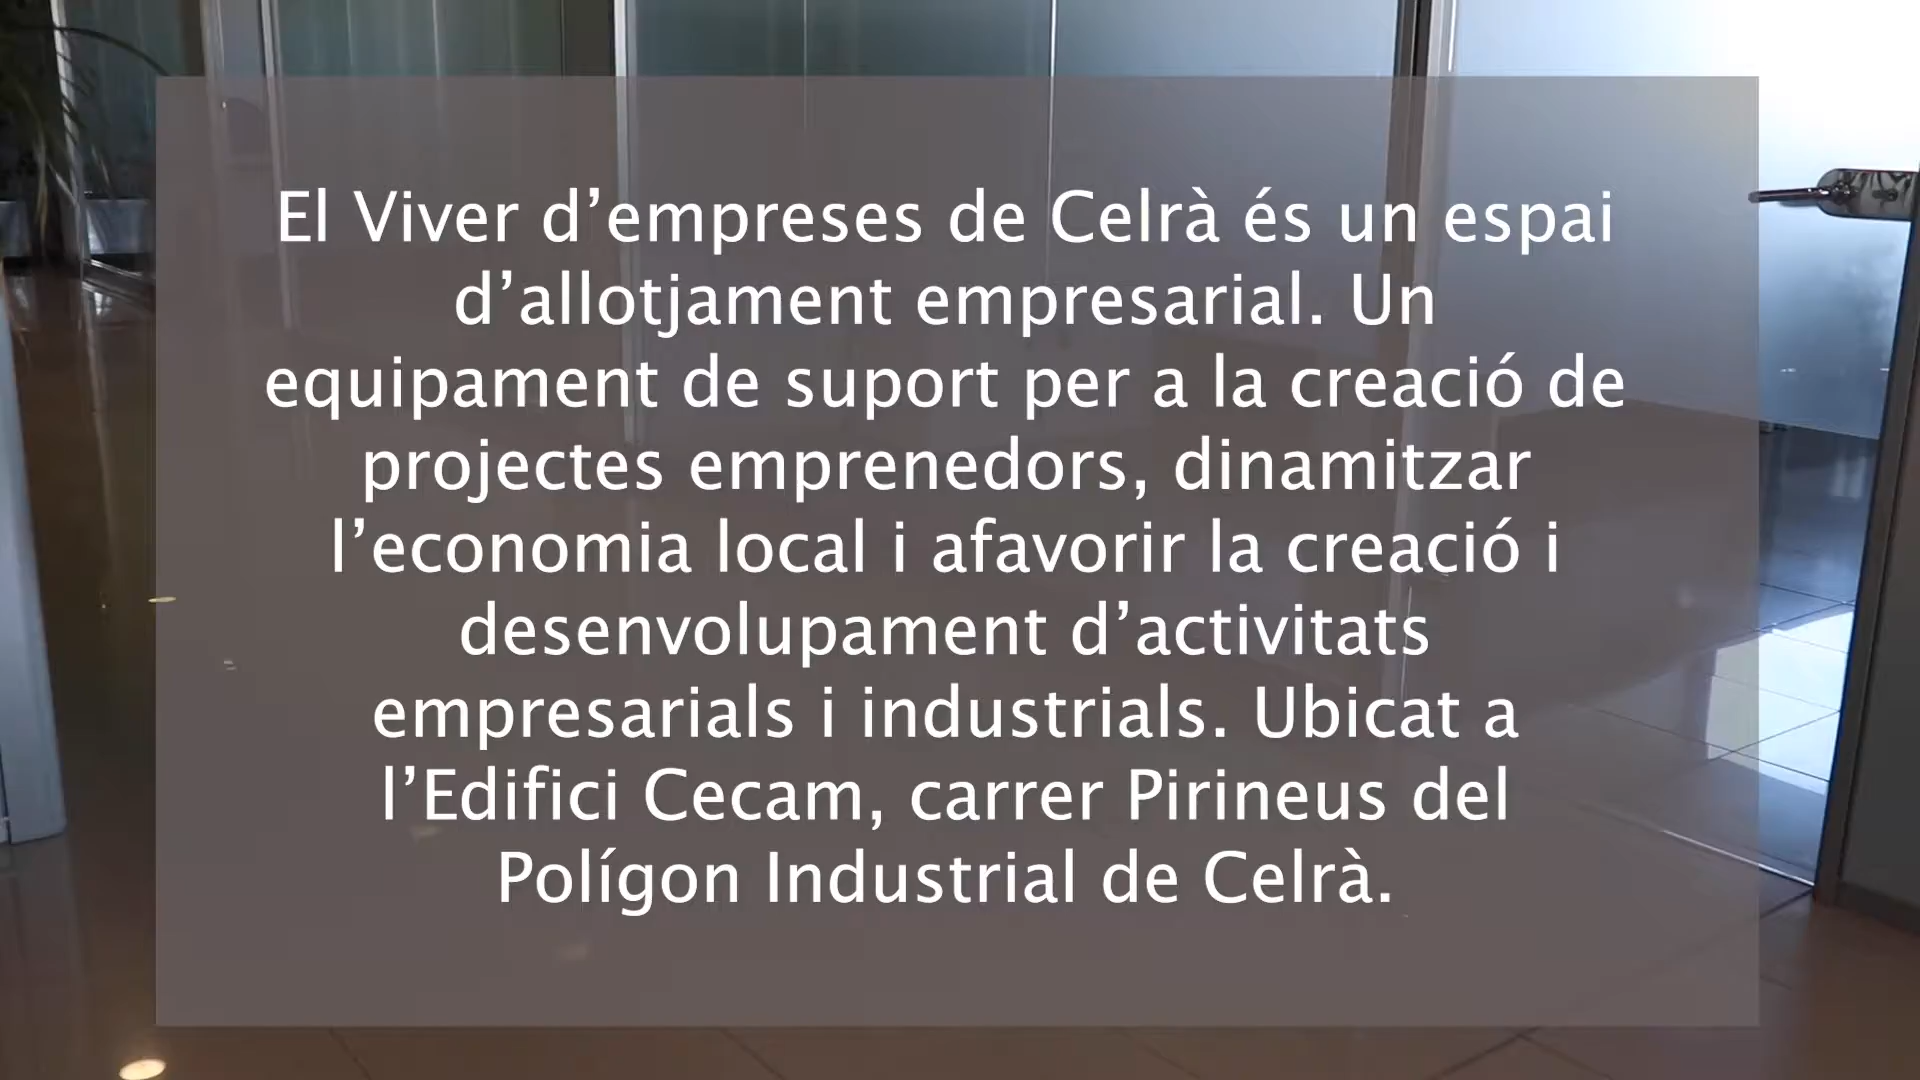 El Viver d’empreses de Celrà és un espai
d’allotjament empresarial. Un
equipament de suport per a la creació de
projectes emprenedors, dinamitzar
l’economia local i afavorir la creació i
desenvolupament d’activitats
empresarials i industrials. Ubicat a
l’Edifici Cecam, carrer Pirineus del
Polígon Industrial de Celrà.